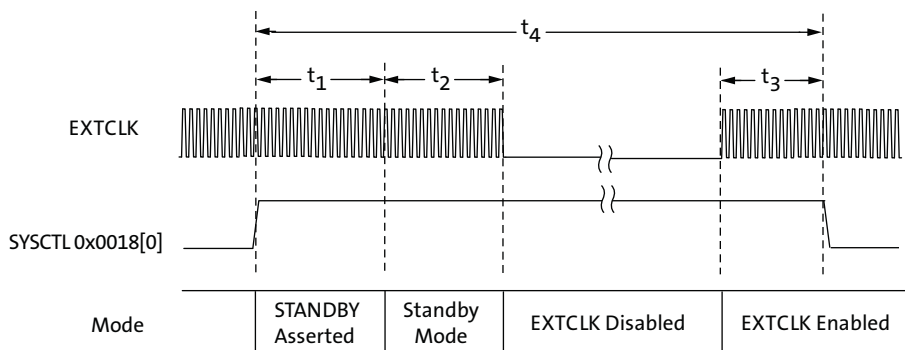 t4
t1 t2 t3
EXTCLK
SYSCTL 0x0018[0]
Mode
STANDBY
Asserted
Standby
Mode
EXTCLK Disabled
EXTCLK Enabled